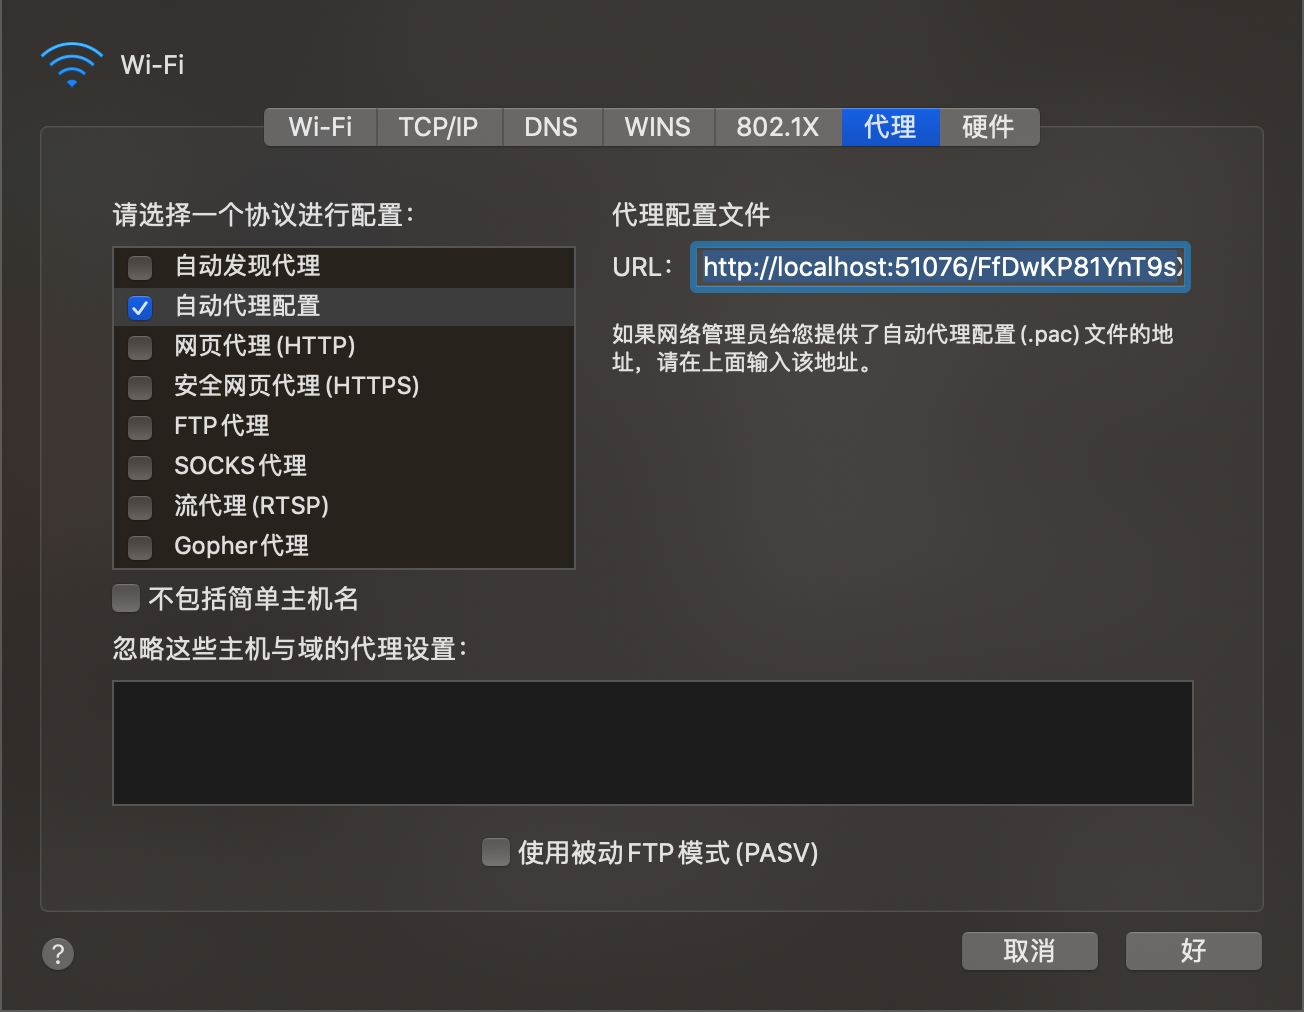 Wi-Fi
Wi-Fi TCP/IP DNS WINS 802.1X 代理 硬件
请选择一个协议进行配置：
自动发现代理
自动代理配置
网页代理(HTTP)
安全网页代理(HTTPS)
FTP代理
SOCKS代理
流代理(RTSP)
Gopher代理
不包括简单主机名
代理配置文件
URL： http://localhost:51076/FfDwKP81YnT9s
如果网络管理员给您提供了自动代理配置(.pac)文件的地
址，请在上面输入该地址。
忽略这些主机与域的代理设置：
使用被动FTP模式(PASV)
?
取消 好